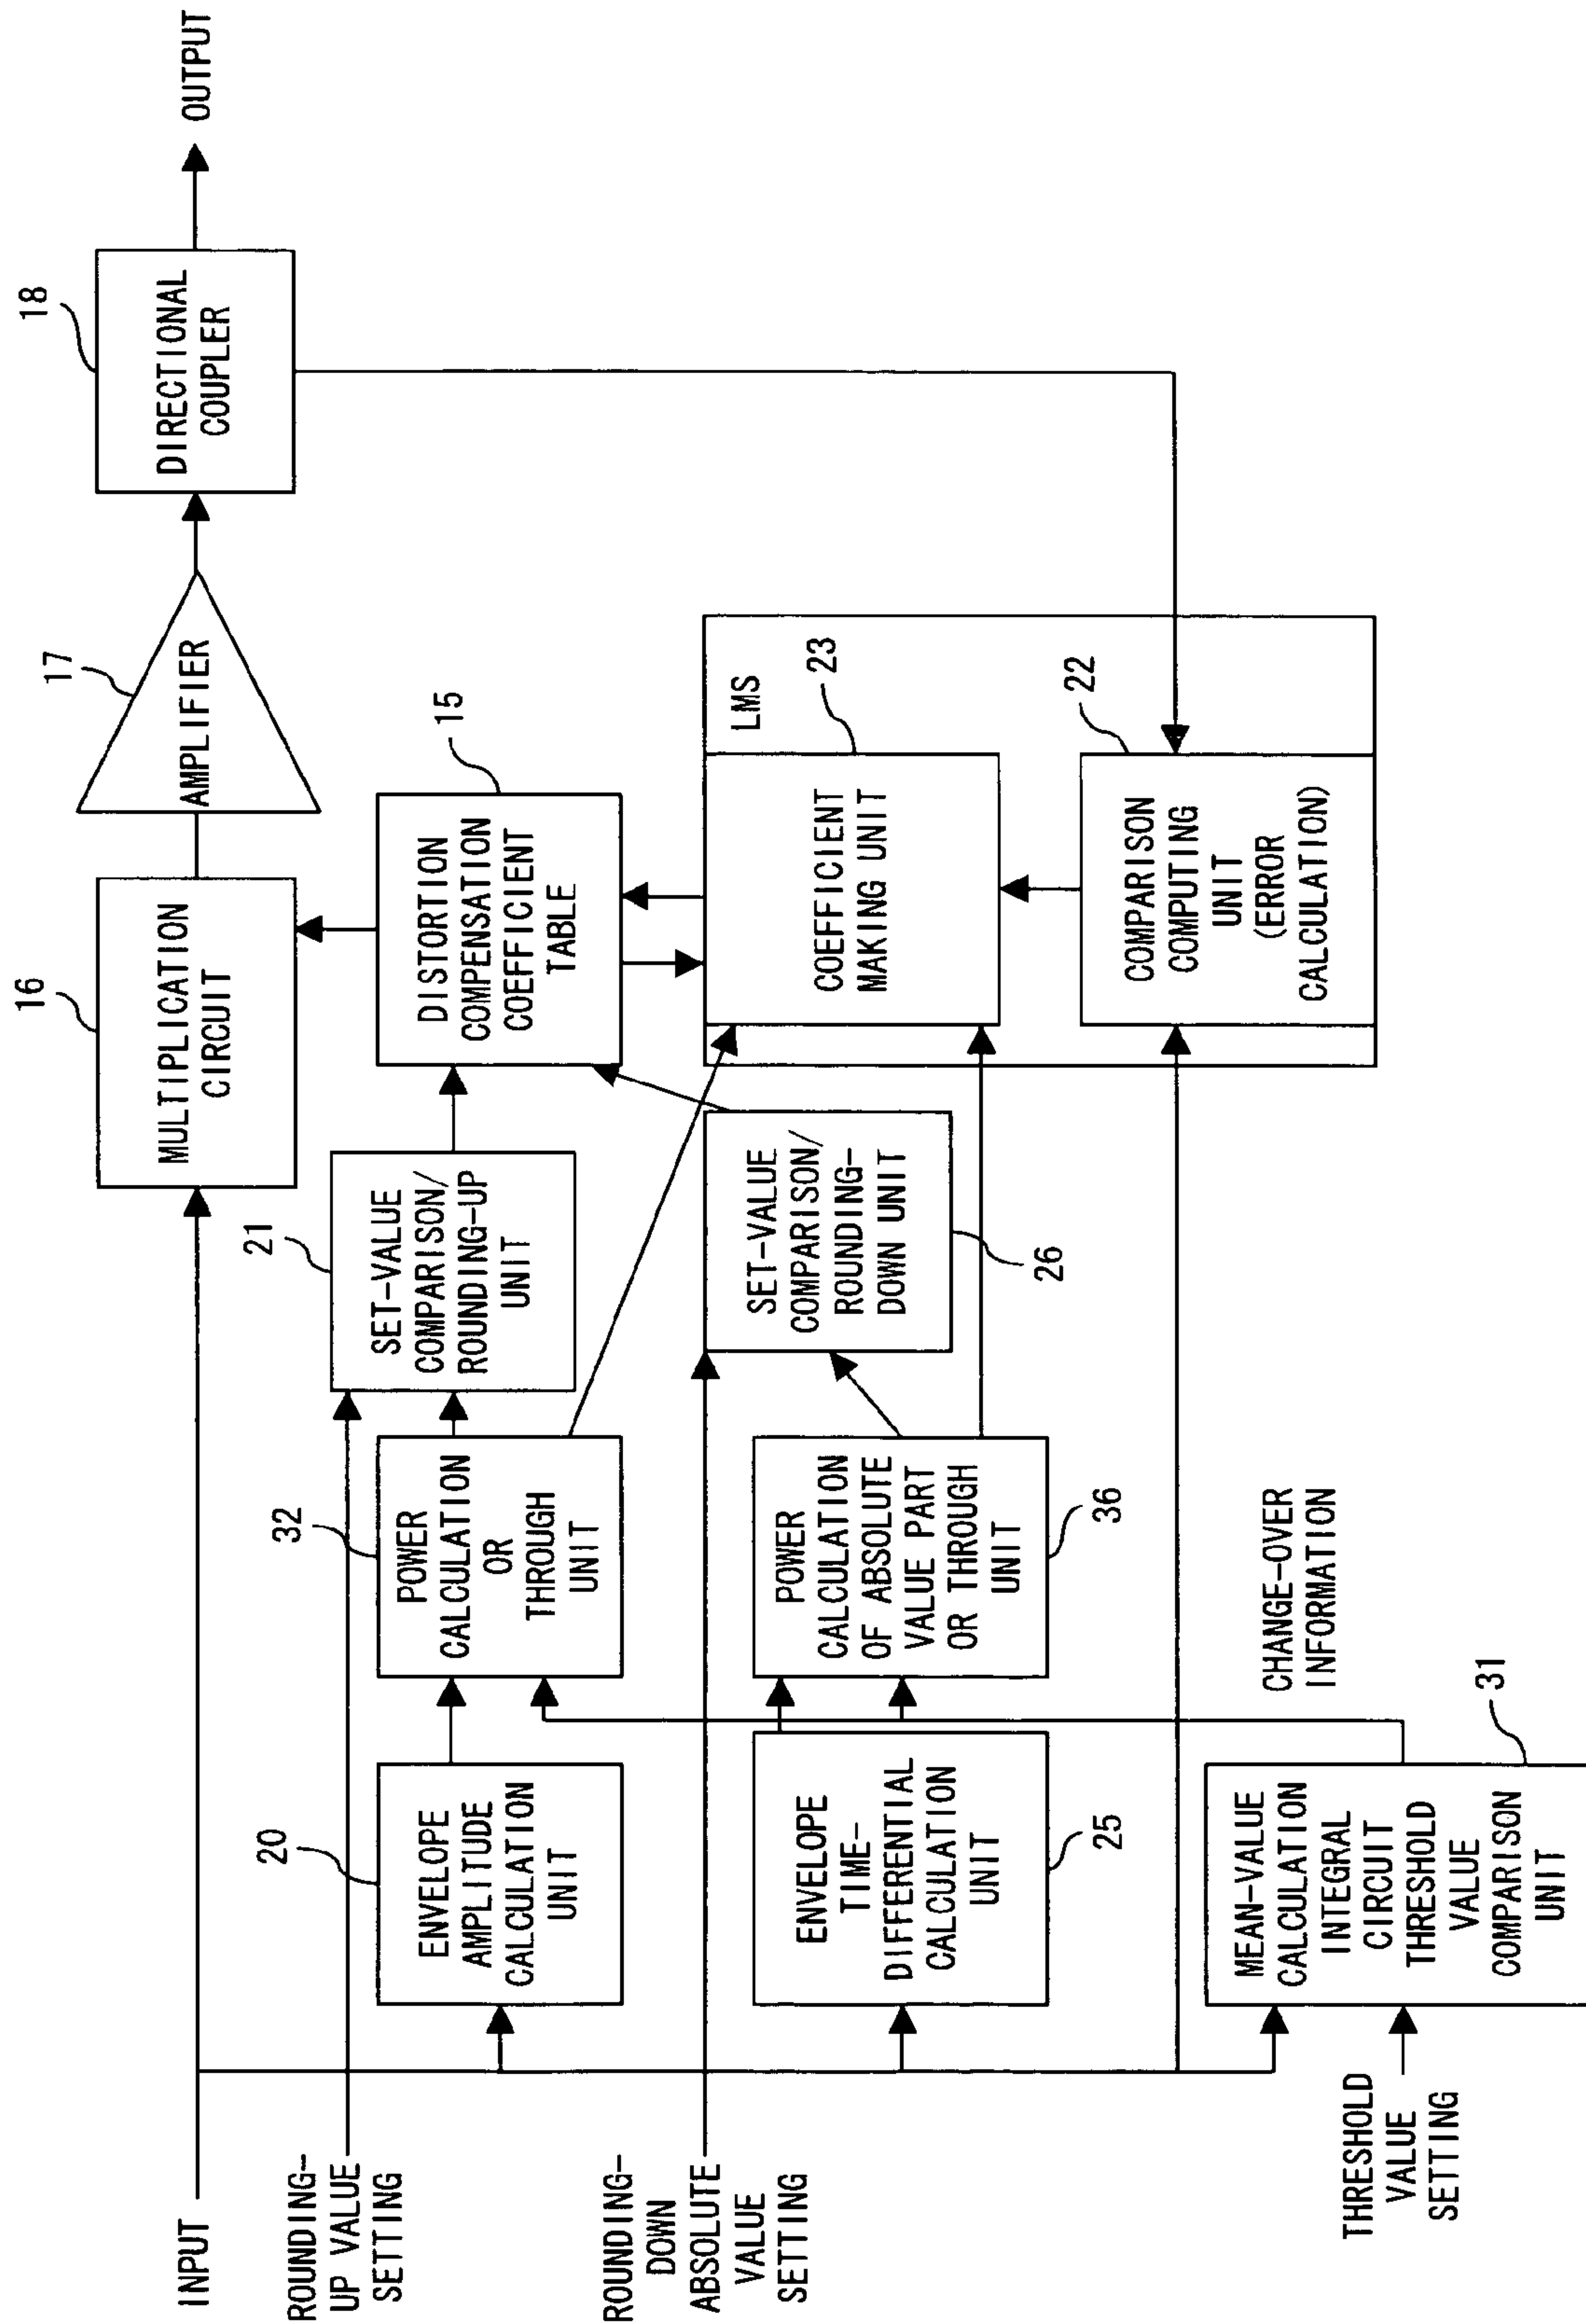 INPUT
16
MULTIPLICATION
CIRCUIT
17
AMPLIFIER
18
DIRECTIONAL
COUPLER
OUTPUT
ROUNDING-
UP VALUE
SETTING
20
ENVELOPE
AMPLITUDE
CALCULATION
UNIT
32
POWER
CALCULATION
OR
THROUGH
UNIT
21
SET-VALUE
COMPARISON/
ROUNDING-UP
UNIT
15
DISTORTION
COMPENSATION
COEFFICIENT
TABLE
ROUNDING-
DOWN
ABSOLUTE
VALUE
SETTING
ENVELOPE
TIME-
DIFFERENTIAL
CALCULATION
UNIT
25
POWER
CALCULATION
OF ABSOLUTE
VALUE PART
OR THROUGH
UNIT
36
SET-VALUE
COMPARISON/
ROUNDING-
DOWN UNIT
26
LMS
COEFFICIENT
MAKING UNIT
23
22
COMPARISON
COMPUTING
UNIT
(ERROR
CALCULATION)
THRESHOLD
VALUE
SETTING
MEAN-VALUE
CALCULATION
INTEGRAL
CIRCUIT
THRESHOLD
VALUE
COMPARISON
UNIT
31
CHANGE-OVER
INFORMATION